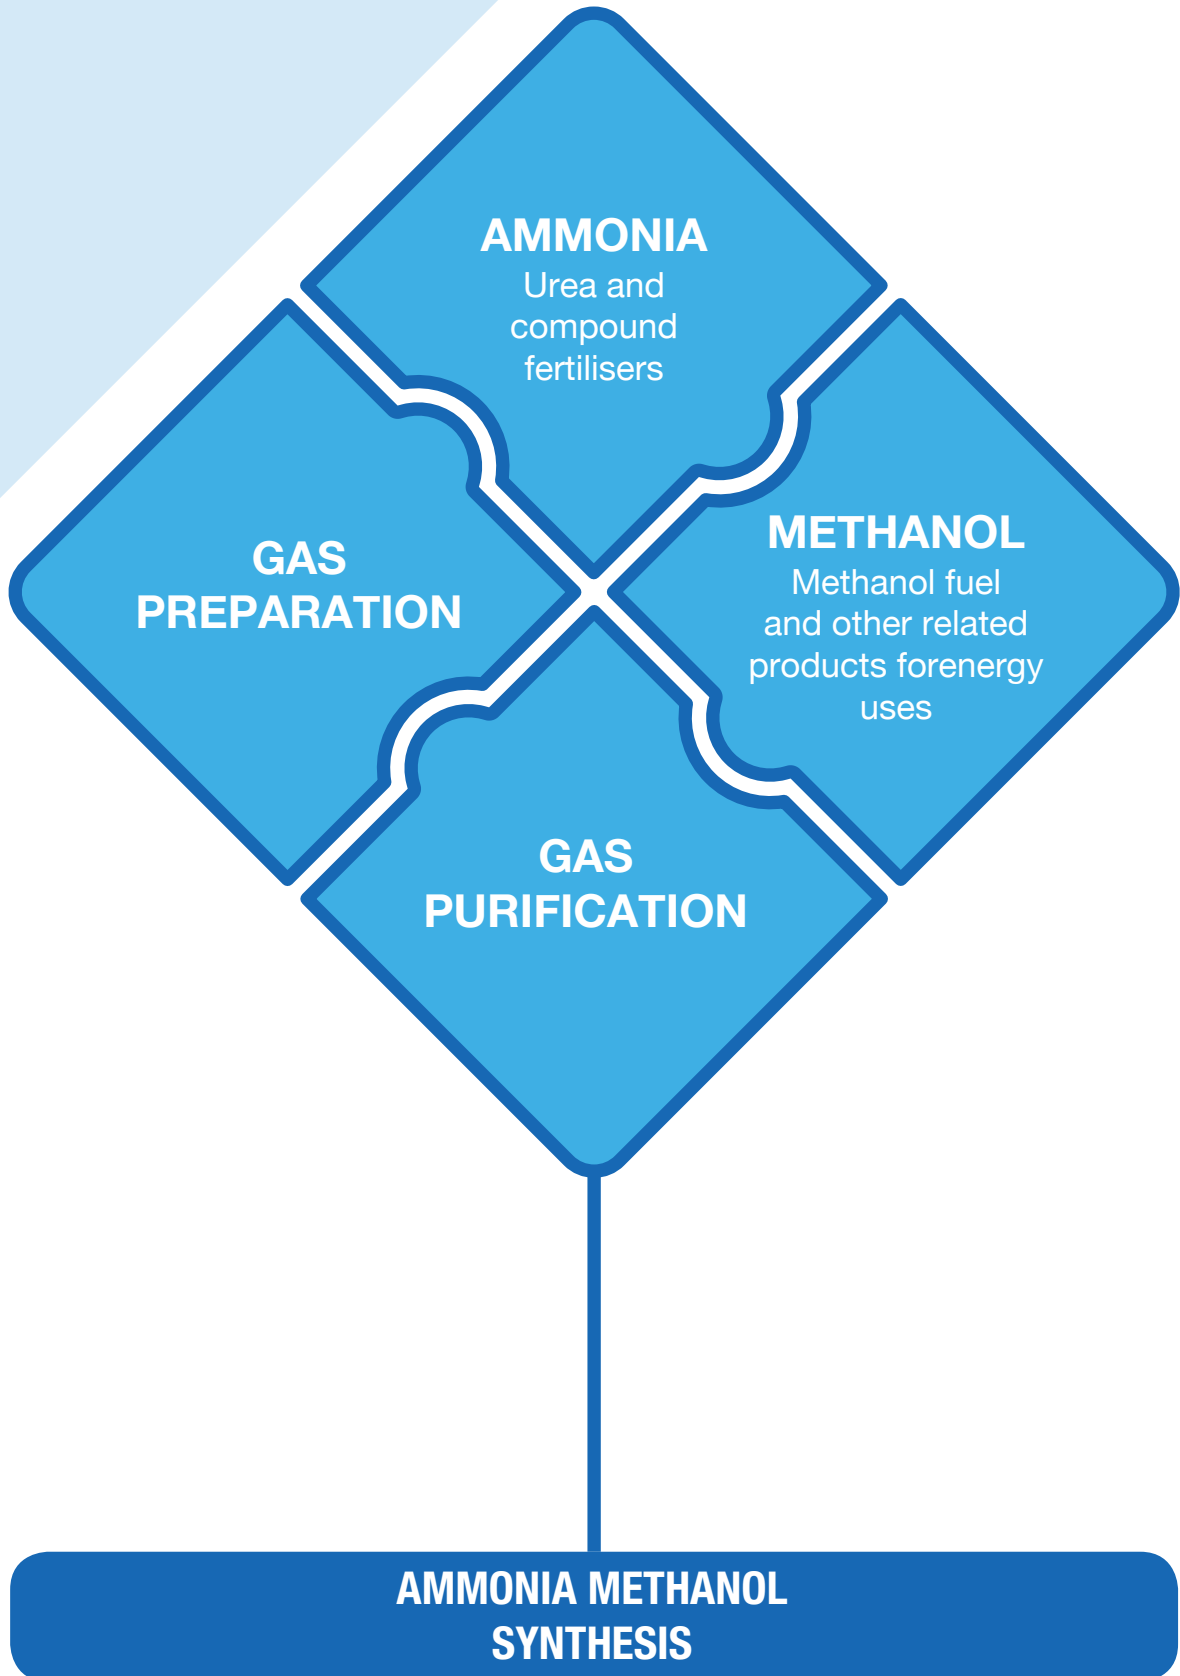 AMMONIA
Urea and
compound
fertilisers
GAS
PREPARATION
METHANOL
Methanol fuel
and other related
products forenergy
uses
GAS
PURIFICATION
AMMONIA METHANOL
SYNTHESIS